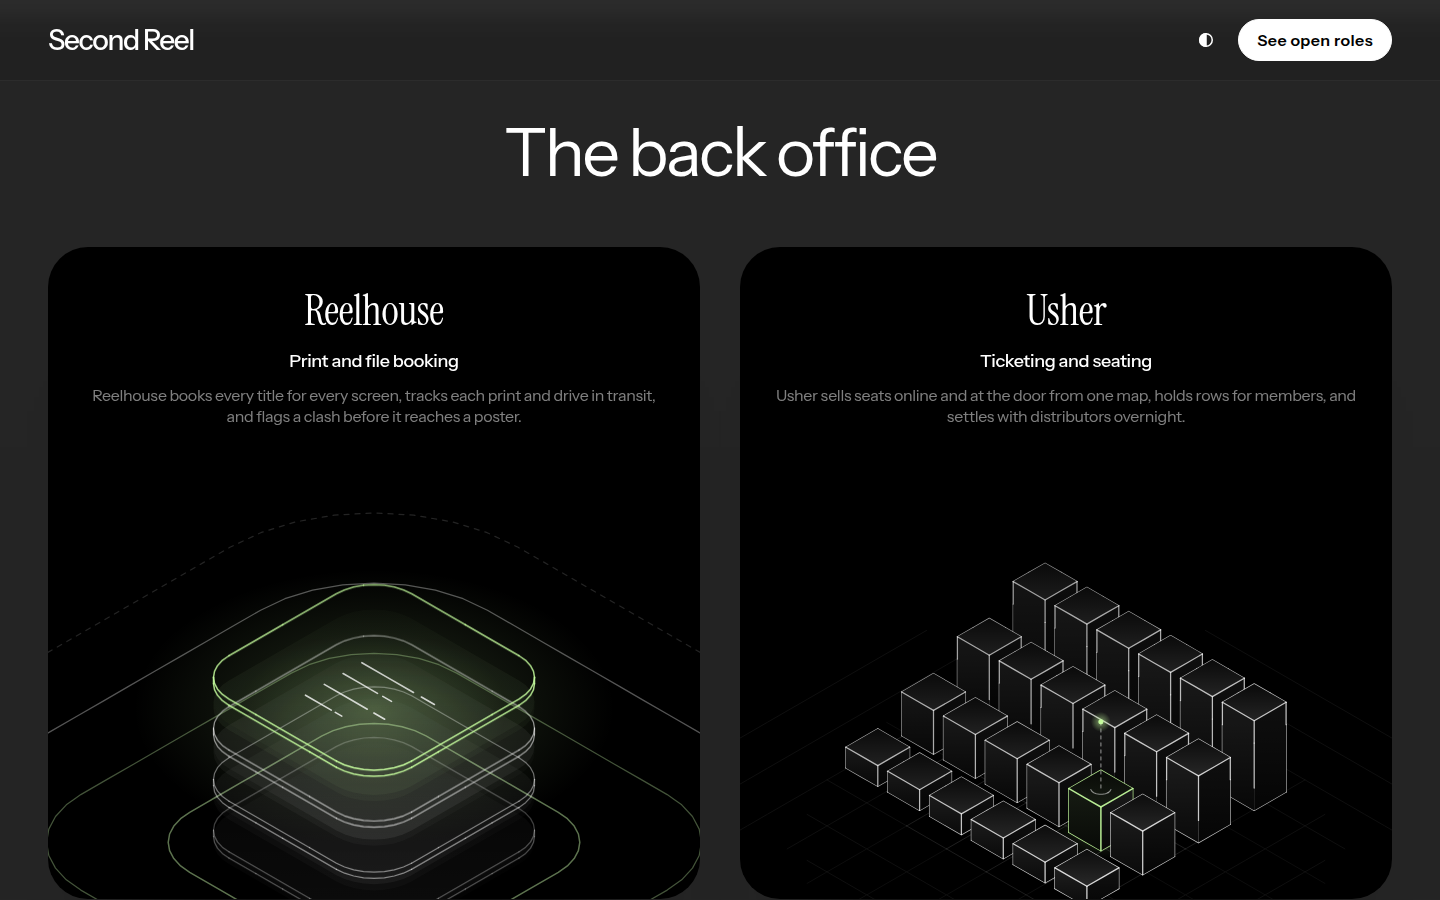 Second Reel
See open roles
The back office
Reelhouse
Print and file booking
Reelhouse books every title for every screen, tracks each print and drive in transit,
and flags a clash before it reaches a poster.
Usher
Ticketing and seating
Usher sells seats online and at the door from one map, holds rows for members, and
settles with distributors overnight.